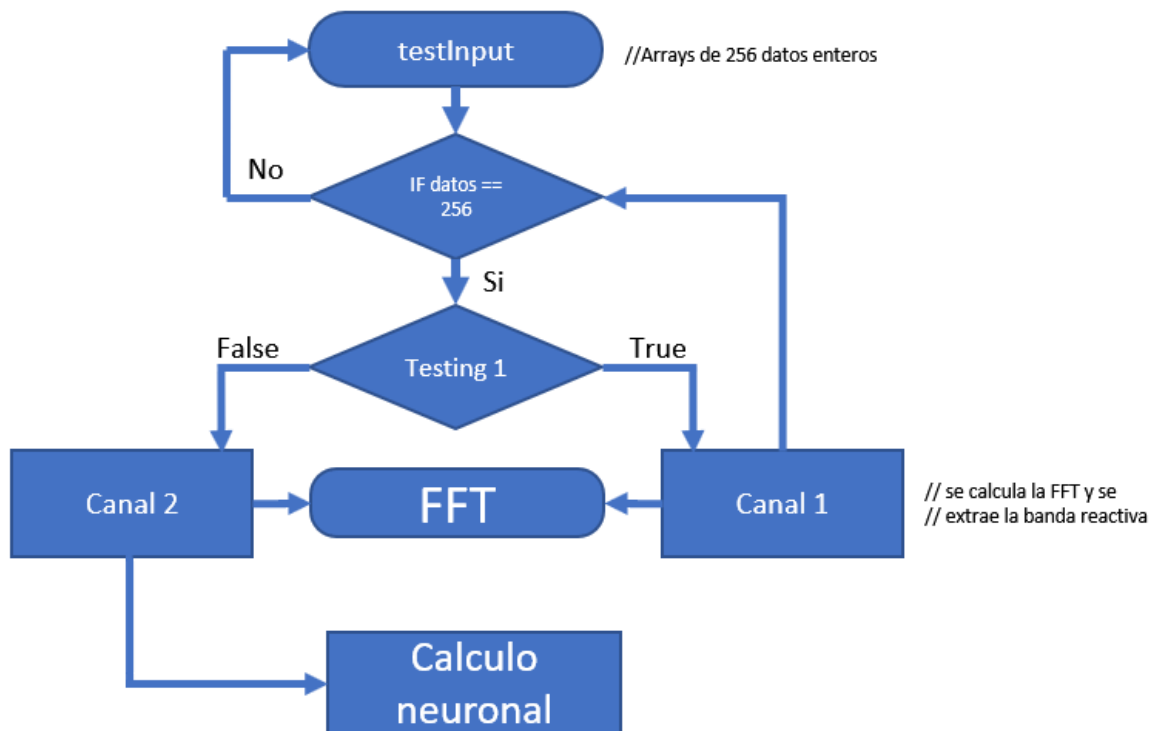 testInput
//Arrays de 256 datos enteros
No
IF datos ==
256
Si
False
True
Testing 1
Canal 2
FFT
Canal 1
// se calcula la FFT y se
// extrae la banda reactiva
Calculo
neuronal